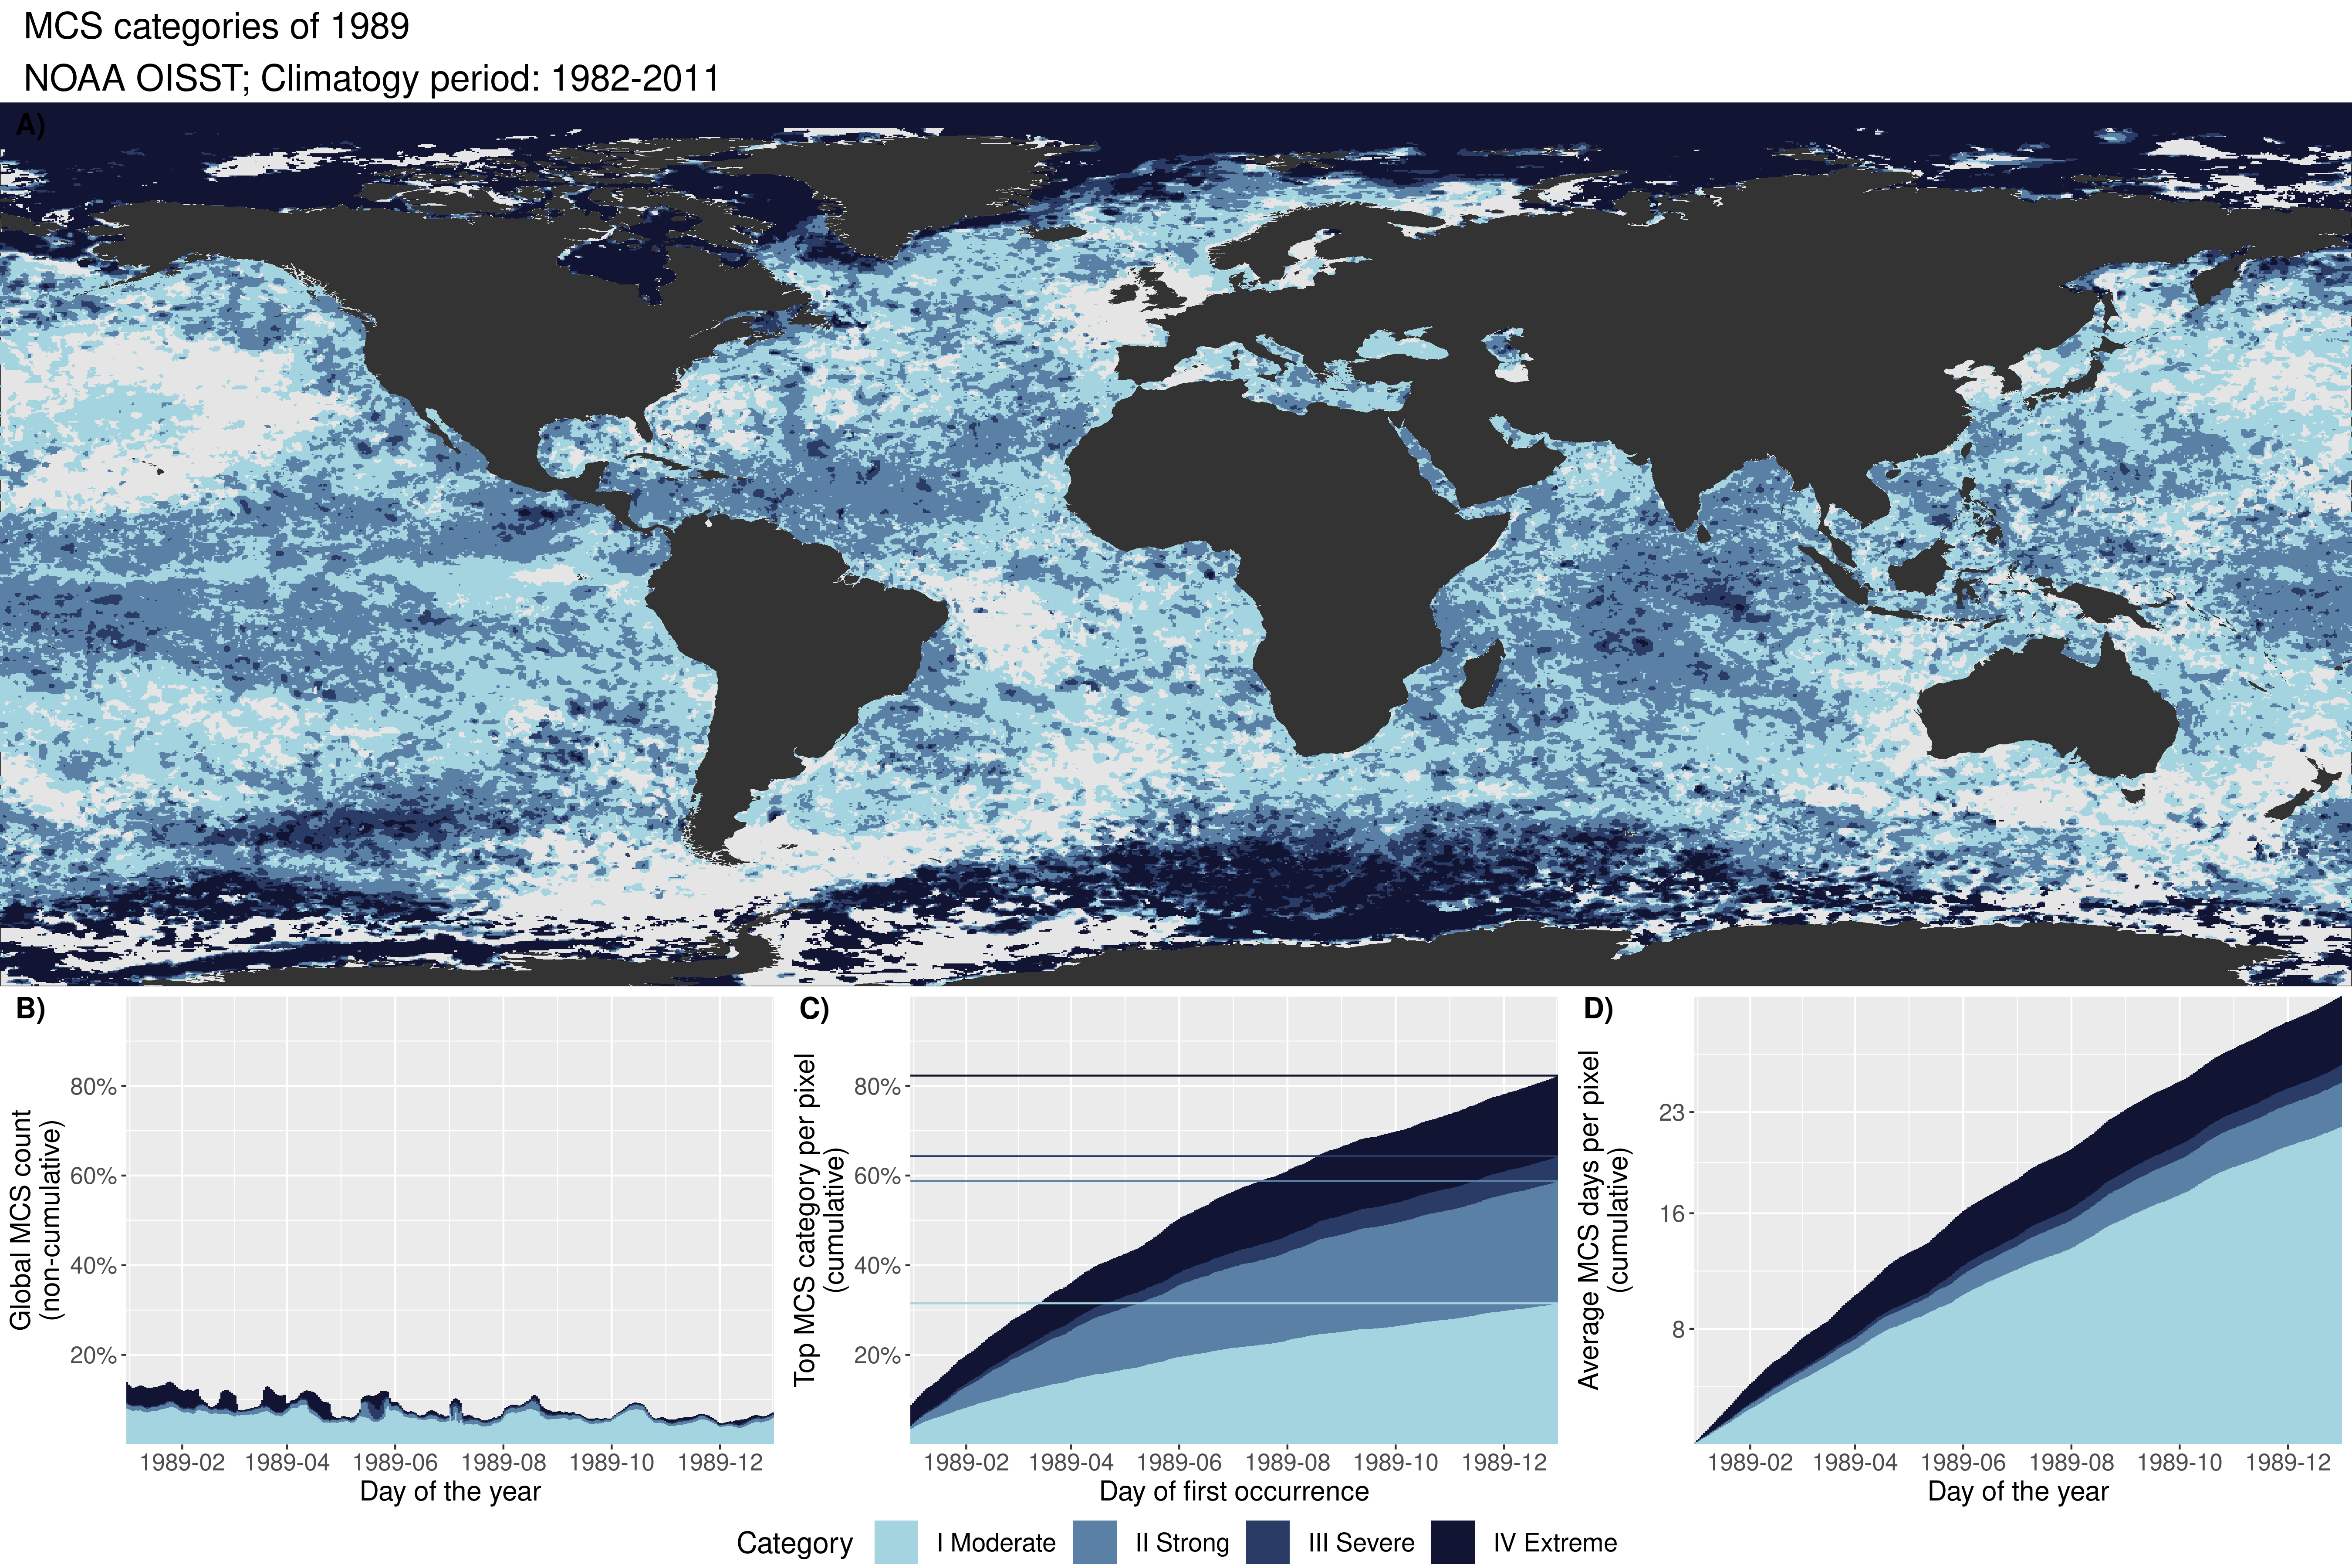 MCS categories of 1989
NOAA OISST; Climatogy period: 1982-2011
A)
B)
Global MCS count
(non-cumulative)
80%
60%
40%
20%
1989-02 1989-04 1989-06 1989-08 1989-10 1989-12
Day of the year
C)
Top MCS category per pixel
(cumulative)
80%
60%
40%
20%
1989-02 1989-04 1989-06 1989-08 1989-10 1989-12
Day of first occurrence
D)
Average MCS days per pixel
(cumulative)
23
16
8
1989-02 1989-04 1989-06 1989-08 1989-10 1989-12
Day of the year
Category I Moderate II Strong III Severe IV Extreme